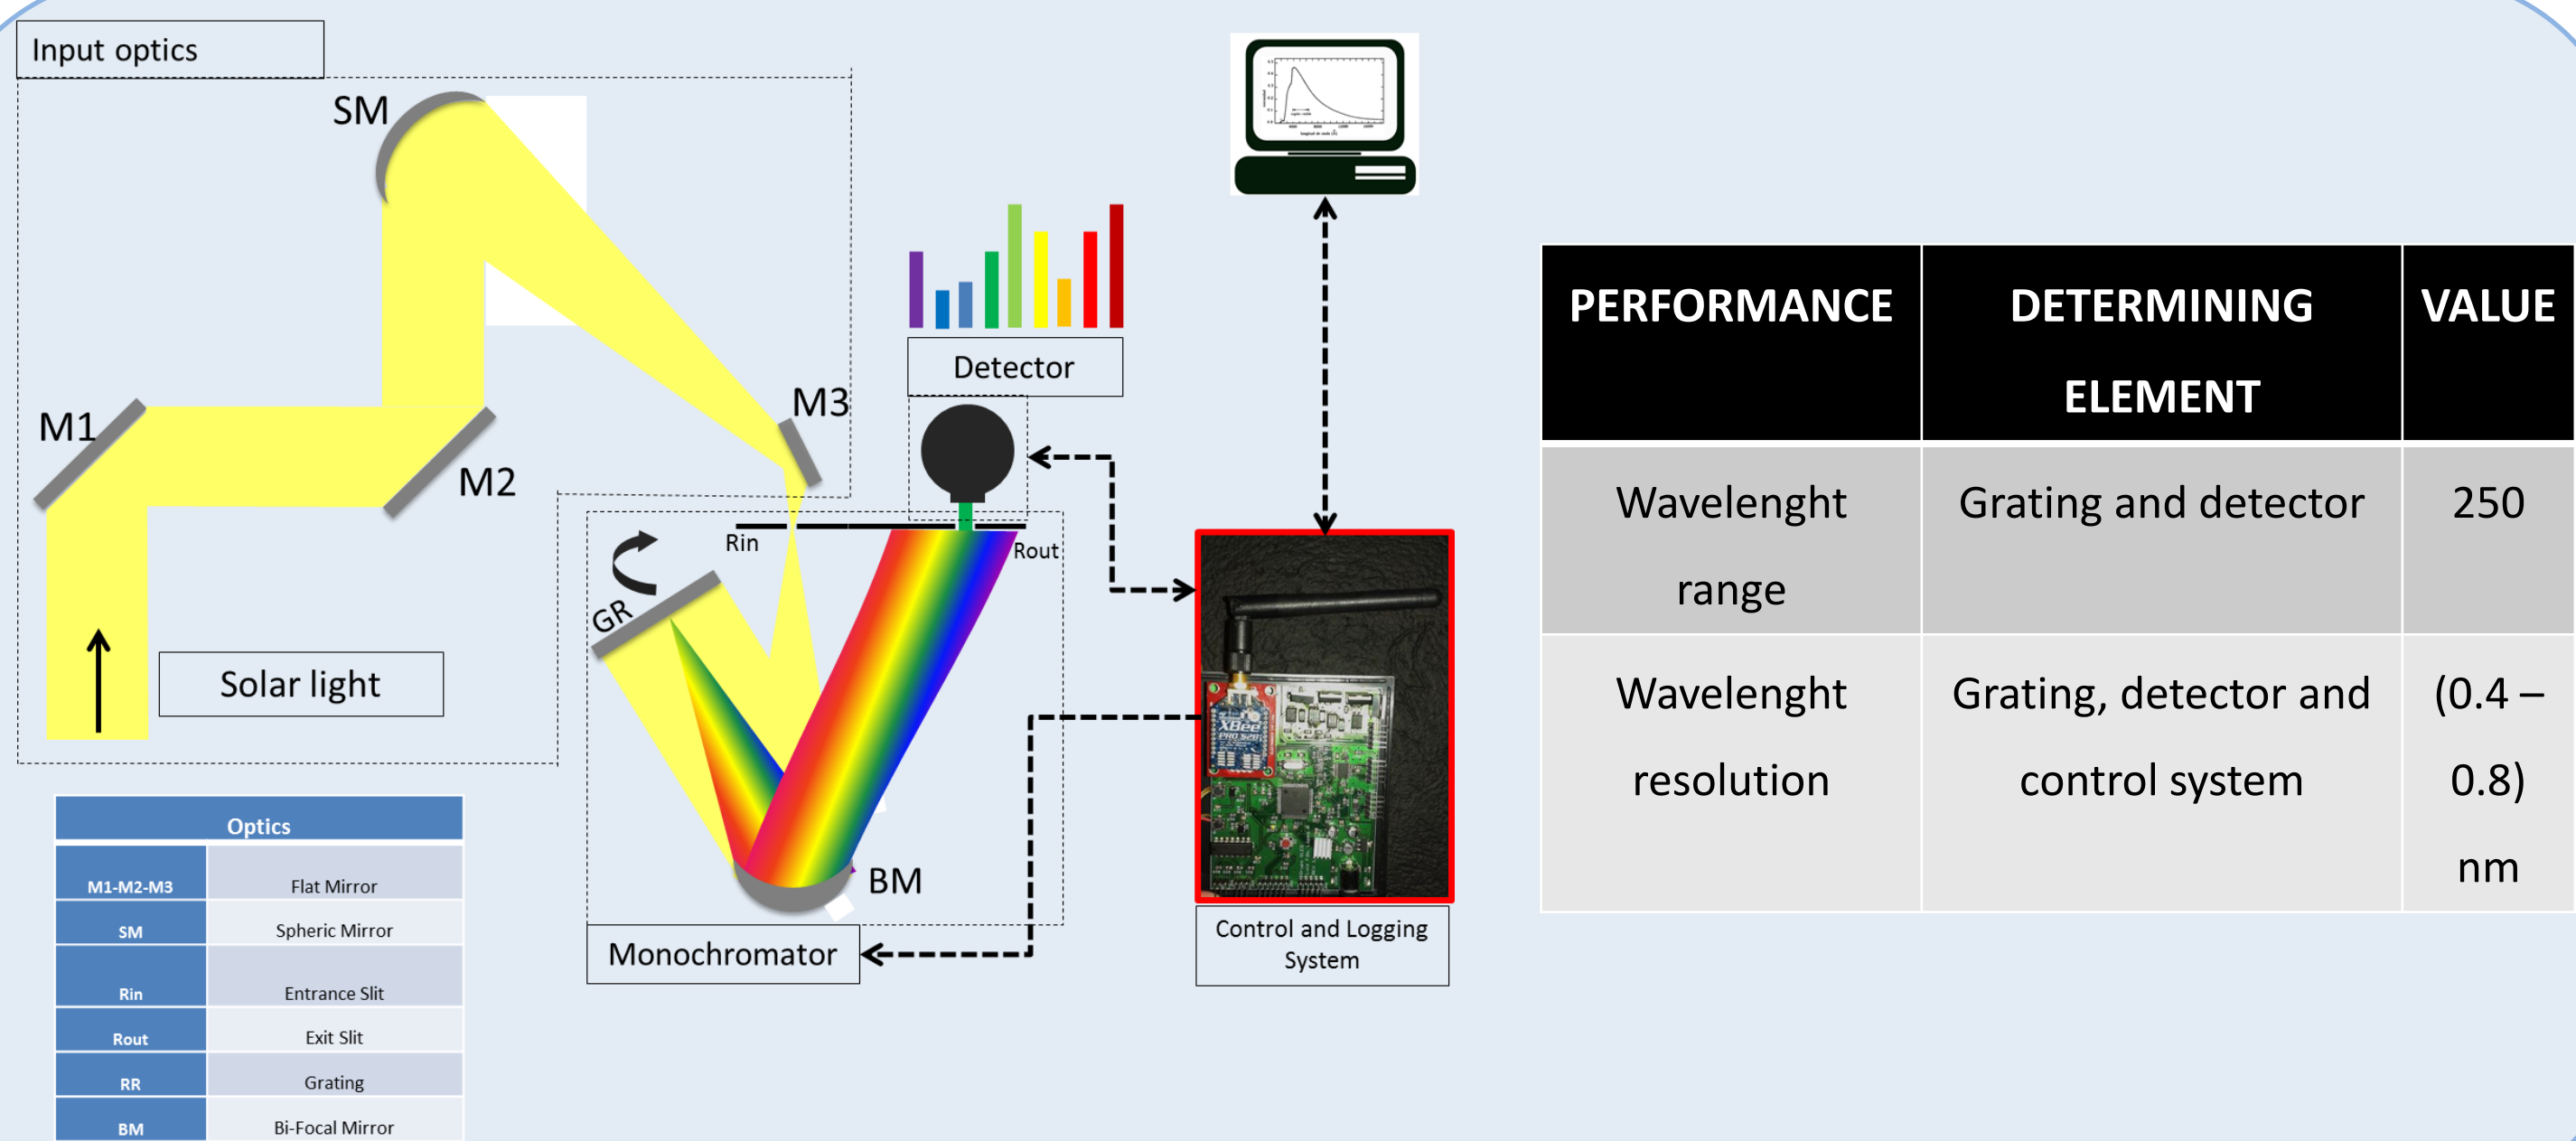 Input optics
SM
M1
M2
M3
Solar light
Detector
Rin
Rout
GR
BM
Monochromator
XBee
PRO S2B
Control and Logging
System
Optics
M1-M2-M3 Flat Mirror
SM Spheric Mirror
Rin Entrance Slit
Rout Exit Slit
RR Grating
BM Bi-Focal Mirror
PERFORMANCE DETERMINING VALUE
ELEMENT
Wavelenght Grating and detector 250
range
Wavelenght Grating, detector and (0.4 –
resolution control system 0.8)
nm